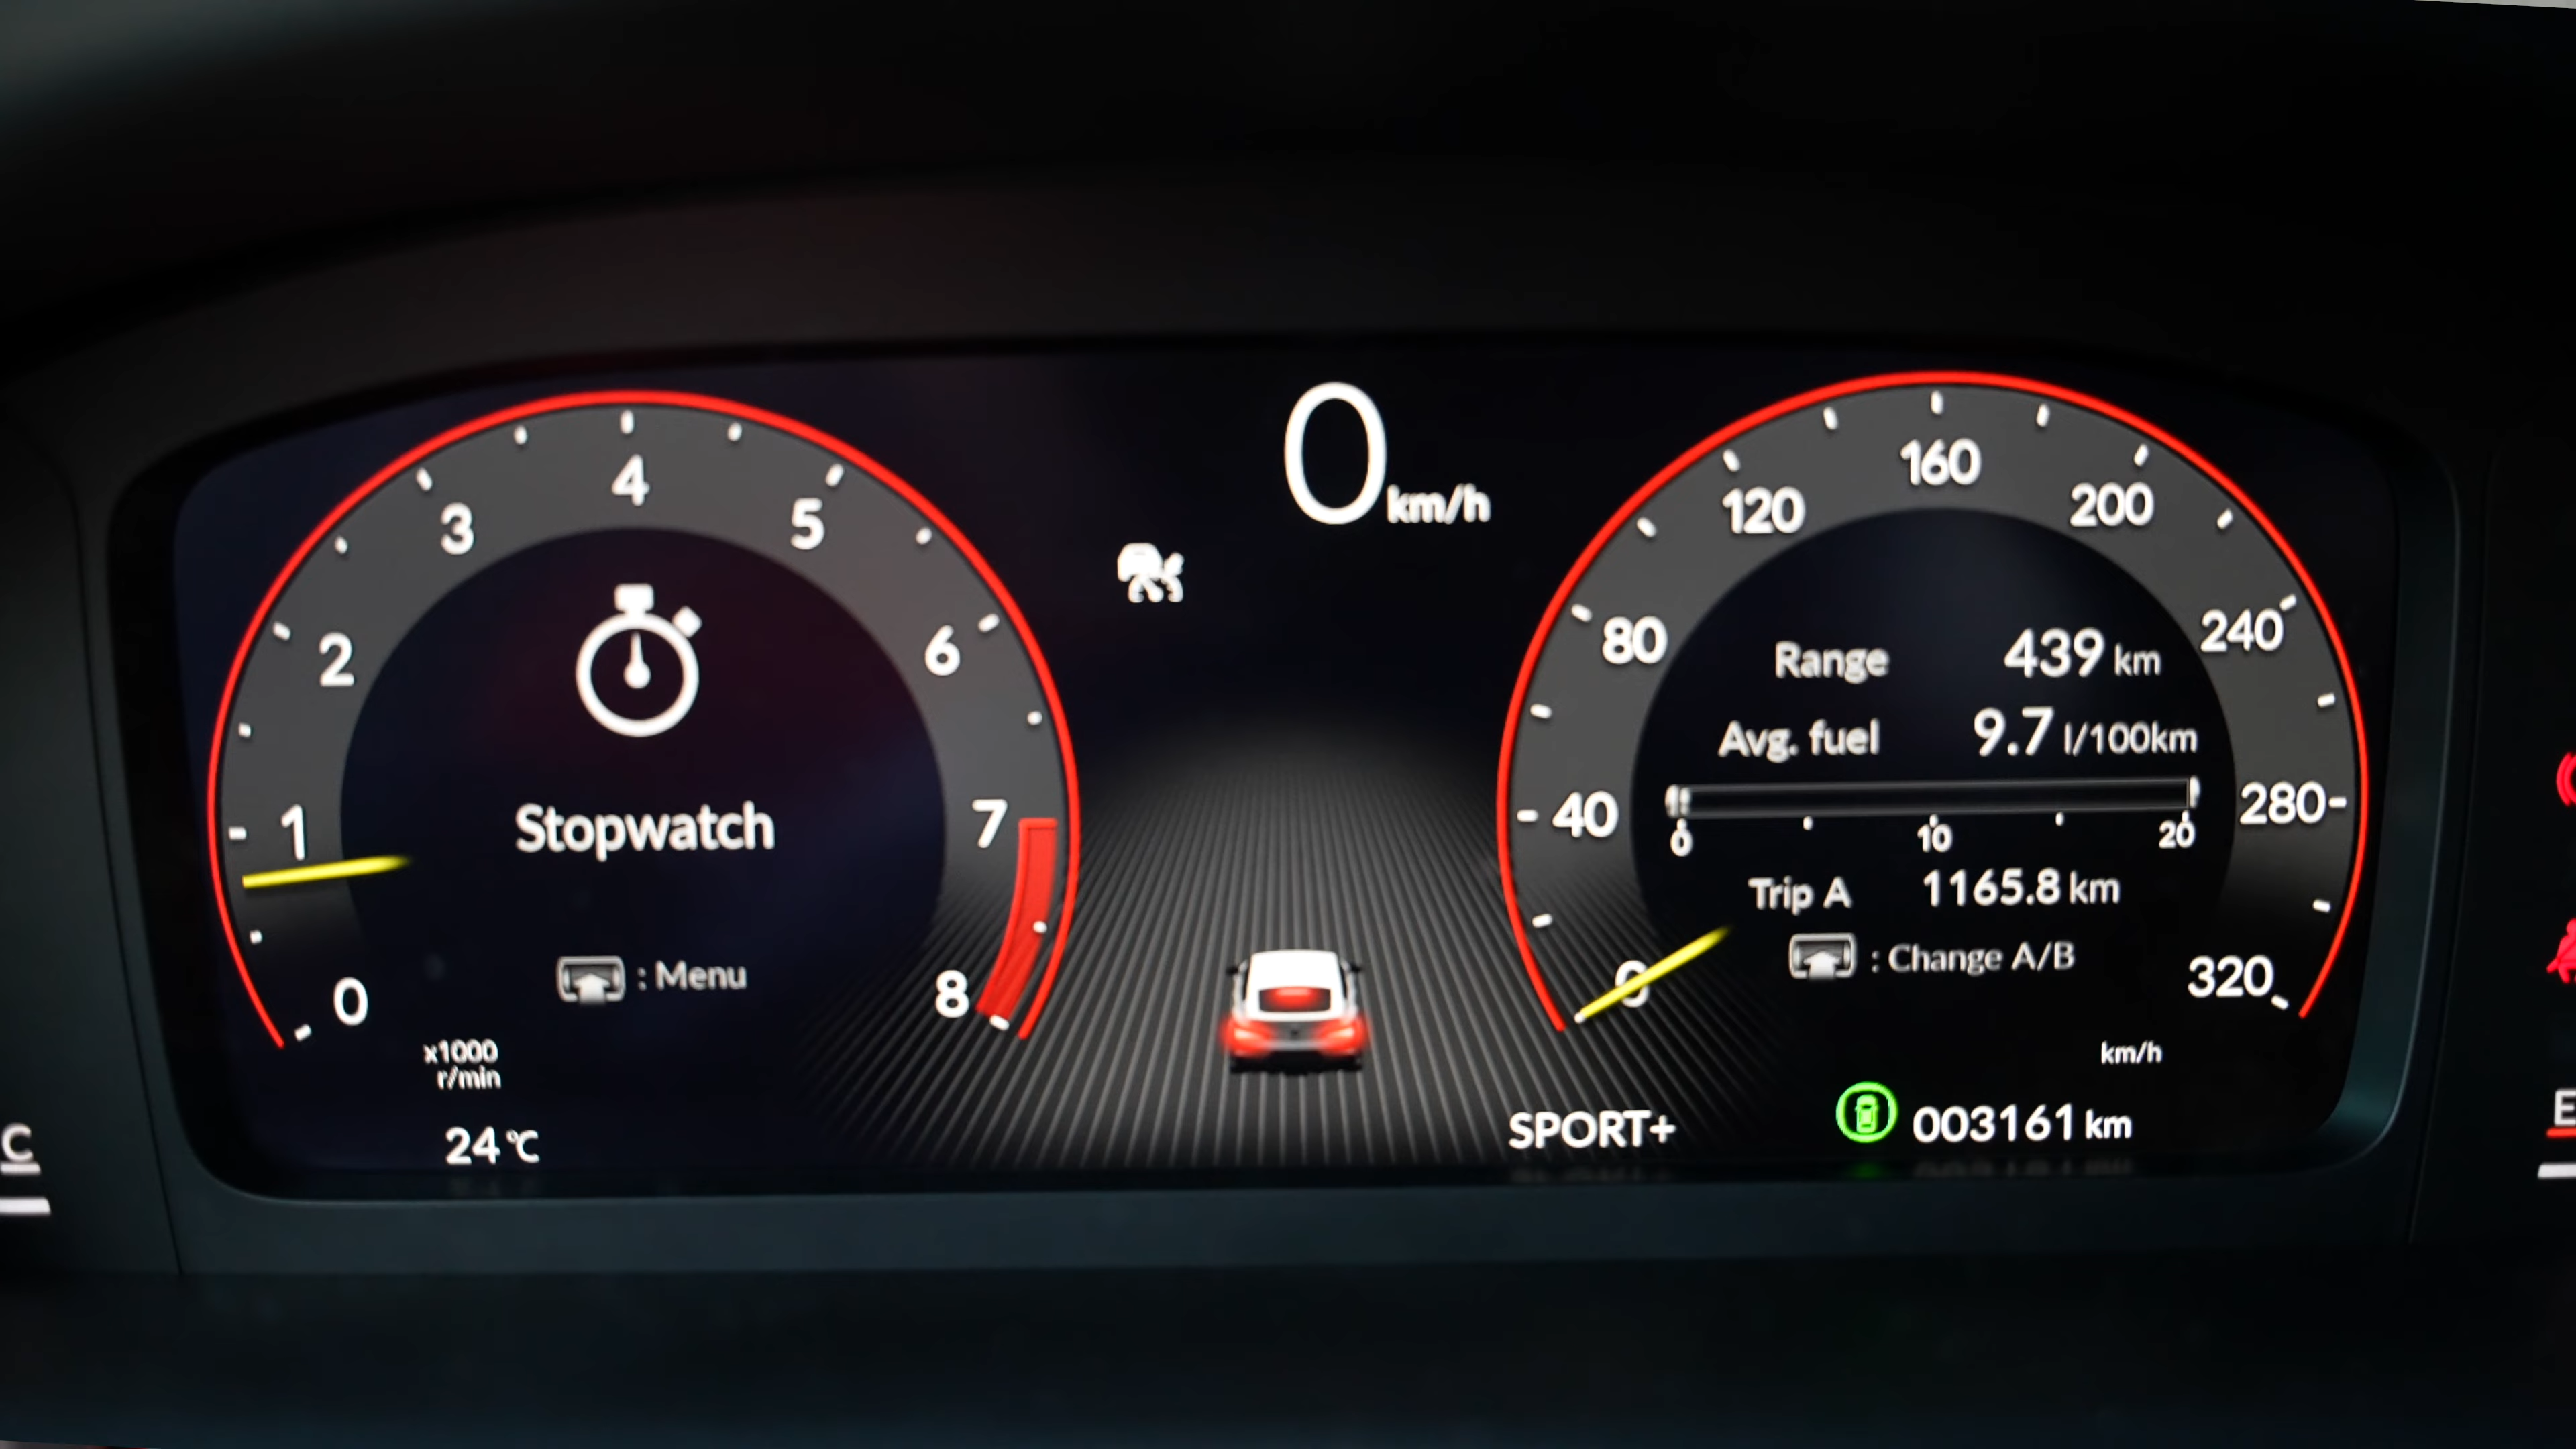 0 km/h
4
3
5
2
6
1
7
0
8
Stopwatch
: Menu
x1000
r/min
24 °C
160
120
200
80
240
40
280
0
320
Range 439 km
Avg. fuel 9.7 l/100km
0 10 20
Trip A 1165.8 km
: Change A/B
km/h
SPORT+
003161 km
C
E